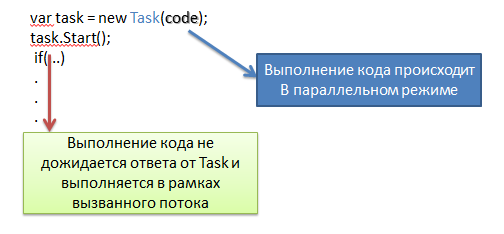 var task = new Task(code);
task.Start();
if(...)
.
.
.
Выполнение кода происходит
В параллельном режиме
Выполнение кода не
дожидается ответа от Task и
выполняется в рамках
вызванного потока